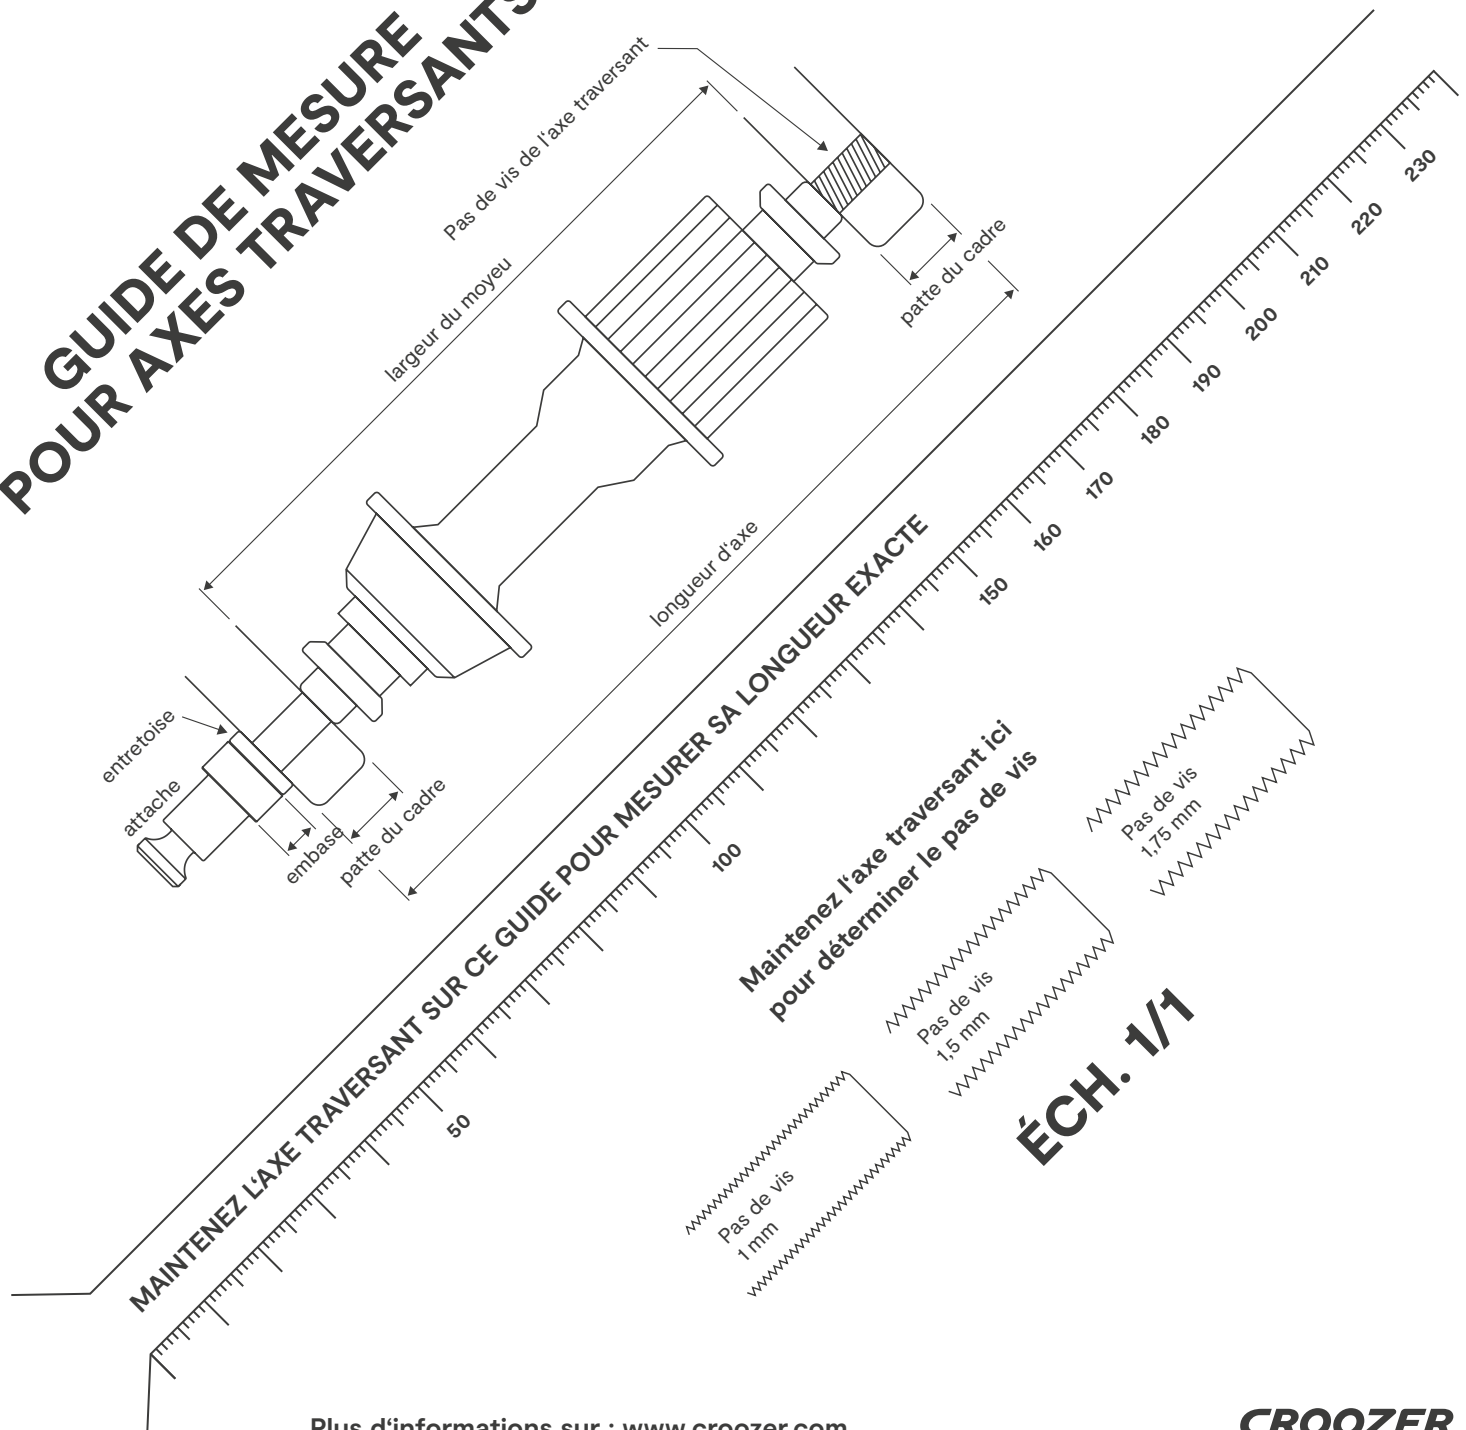 GUIDE DE MESURE
POUR AXES TRAVERSANTS
Pas de vis de l‘axe traversant
largeur du moyeu
patte du cadre
longueur d‘axe
entretoise
attache
embase
patte du cadre
MAINTENEZ L‘AXE TRAVERSANT SUR CE GUIDE POUR MESURER SA LONGUEUR EXACTE
50
100
150
160
170
180
190
200
210
220
230
Maintenez l‘axe traversant ici
pour déterminer le pas de vis
Pas de vis
1 mm
Pas de vis
1,5 mm
Pas de vis
1,75 mm
ÉCH. 1/1
Plus d‘informations sur : www.croozer.com
CROOZER